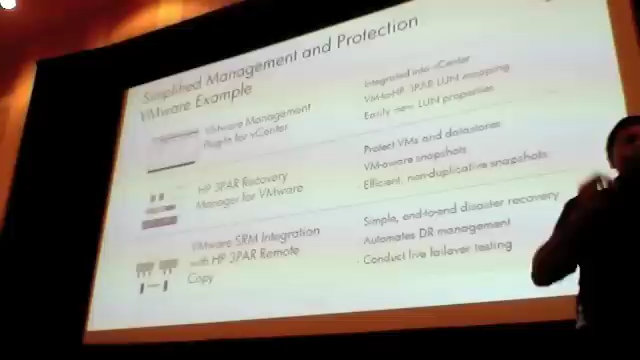 Simplified Management and Protection
VMware Example
VMware Management
Plug-in for vCenter
Integrated into vCenter
VM-to-HP 3PAR LUN mapping
Easily new LUN properties
HP 3PAR Recovery
Manager for VMware
Protect VMs and datastores
VM-aware snapshots
Efficient, non-duplicative snapshots
VMware SRM Integration
with HP 3PAR Remote
Copy
Simple, end-to-end disaster recovery
Automates DR management
Conduct live failover testing